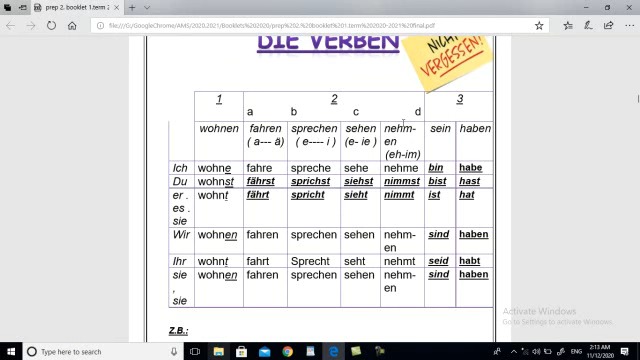 prep 2. booklet 1.term 2
file:///G:/GoogleChrome/AMS/2020.2021/Booklets%202020/prep%202.%20booklet%201.term%202020-2021%20final.pdf
DIE VERBEN
NICHT
VERGESSEN!
1 2 3
a b c d
wohnen fahren ( a--- ä) sprechen ( e---- i ) sehen (e- ie) nehm-en (eh-im) sein haben
Ich wohne fahre spreche sehe nehme bin habe
Du wohnst fährst sprichst siehst nimmst bist hast
er . es . sie wohnt fährt spricht sieht nimmt ist hat
Wir wohnen fahren sprechen sehen nehm-en sind haben
Ihr wohnt fahrt Sprecht seht nehmt seid habt
sie , sie wohnen fahren sprechen sehen nehm-en sind haben
Z.B.:
Activate Windows
Go to Settings to activate Windows.
Type here to search
2:13 AM
11/12/2020